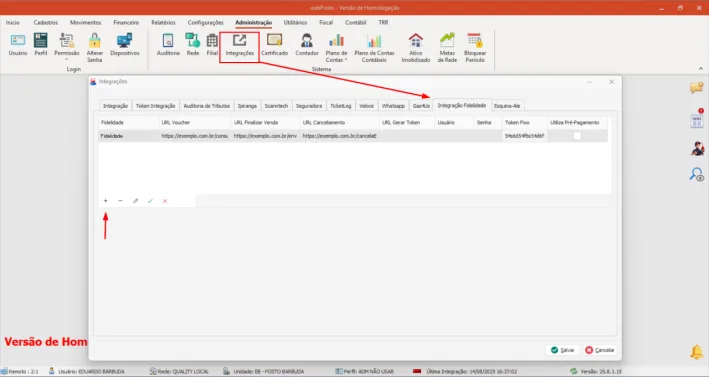 webPosto - Versão de Homologação
Início Cadastros Movimentos Financeiro Relatórios Configurações Administração Utilitários Fiscal Contábil TRR
Usuário Perfil Permissão Alterar Senha Dispositivos Auditoria Rede Filial Integrações Certificado Contador Plano de Contas Plano de Contas Contábeis Ativo Imobilizado Metas de Rede Bloquear Período
Login Sistema
Integrações
Integração Token Integração Auditoria de Tributos Ipiranga Scanntech Seguradora TicketLog Veloce Whatsapp Gas4Us Integração Fidelidade Esquina-Ale
Fidelidade URL Voucher URL Finalizar Venda URL Cancelamento URL Gerar Token Usuário Senha Token Fixo Utiliza Pré-Pagamento
Fidelidade https://exemplo.com.br/consu https://exemplo.com.br/env https://exemplo.com.br/cancelaE
Versão de Hom
Salvar Cancelar
Remoto : 2/1 Usuário: EDUARDO BARBUDA Rede: QUALITY LOCAL Unidade: EB - POSTO BARBUDA Perfil: ADM NÃO USAR Última Integração: 14/08/2025 16:37:02 Versão: 25.8.1.15